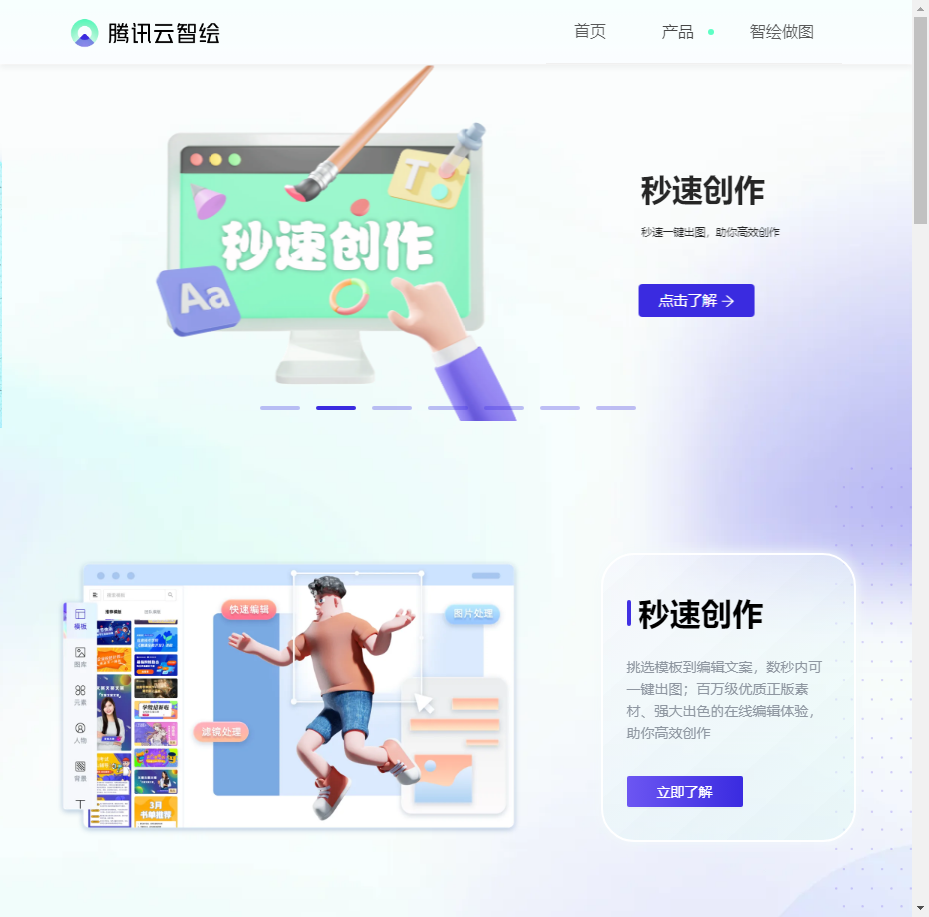 腾讯云智绘
首页
产品
智绘做图
T
秒速创作
Aa
秒速创作
秒速一键出图，助你高效创作
点击了解
快速编辑
图片处理
滤镜处理
模板
图库
元素
人物
背景
学院招新啦
3月
书单推荐
秒速创作
挑选模板到编辑文案，数秒内可
一键出图；百万级优质正版素
材、强大出色的在线编辑体验，
助你高效创作
立即了解